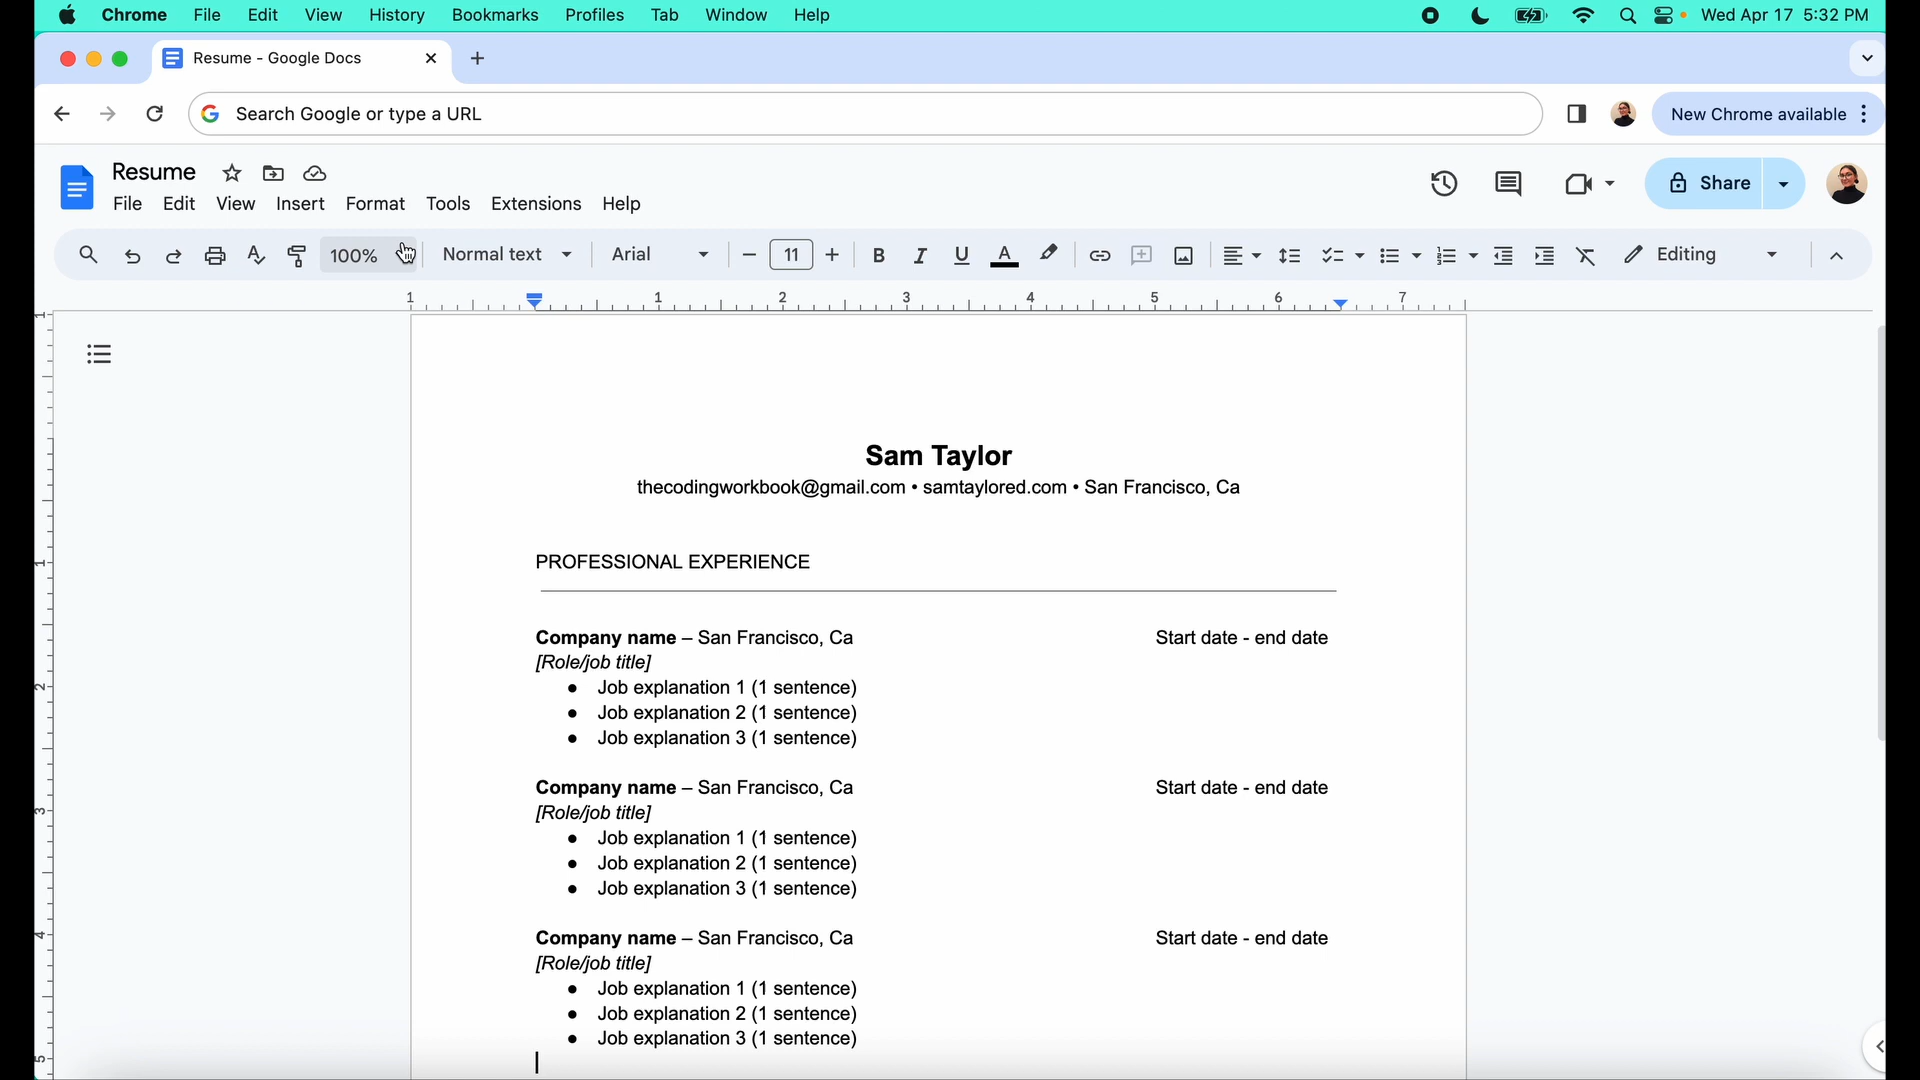 Chrome File Edit View History Bookmarks Profiles Tab Window Help Wed Apr 17 5:32 PM
Resume - Google Docs
Search Google or type a URL New Chrome available
Resume
File Edit View Insert Format Tools Extensions Help Share
100% Normal text Arial 11 B I U A Editing
1 1 2 3 4 5 6 7
1
Sam Taylor
thecodingworkbook@gmail.com • samtaylored.com • San Francisco, Ca
1 PROFESSIONAL EXPERIENCE
Company name – San Francisco, Ca Start date - end date
[Role/job title]
2 ● Job explanation 1 (1 sentence)
● Job explanation 2 (1 sentence)
● Job explanation 3 (1 sentence)
Company name – San Francisco, Ca Start date - end date
3 [Role/job title]
● Job explanation 1 (1 sentence)
● Job explanation 2 (1 sentence)
● Job explanation 3 (1 sentence)
4 Company name – San Francisco, Ca Start date - end date
[Role/job title]
● Job explanation 1 (1 sentence)
● Job explanation 2 (1 sentence)
● Job explanation 3 (1 sentence)
5